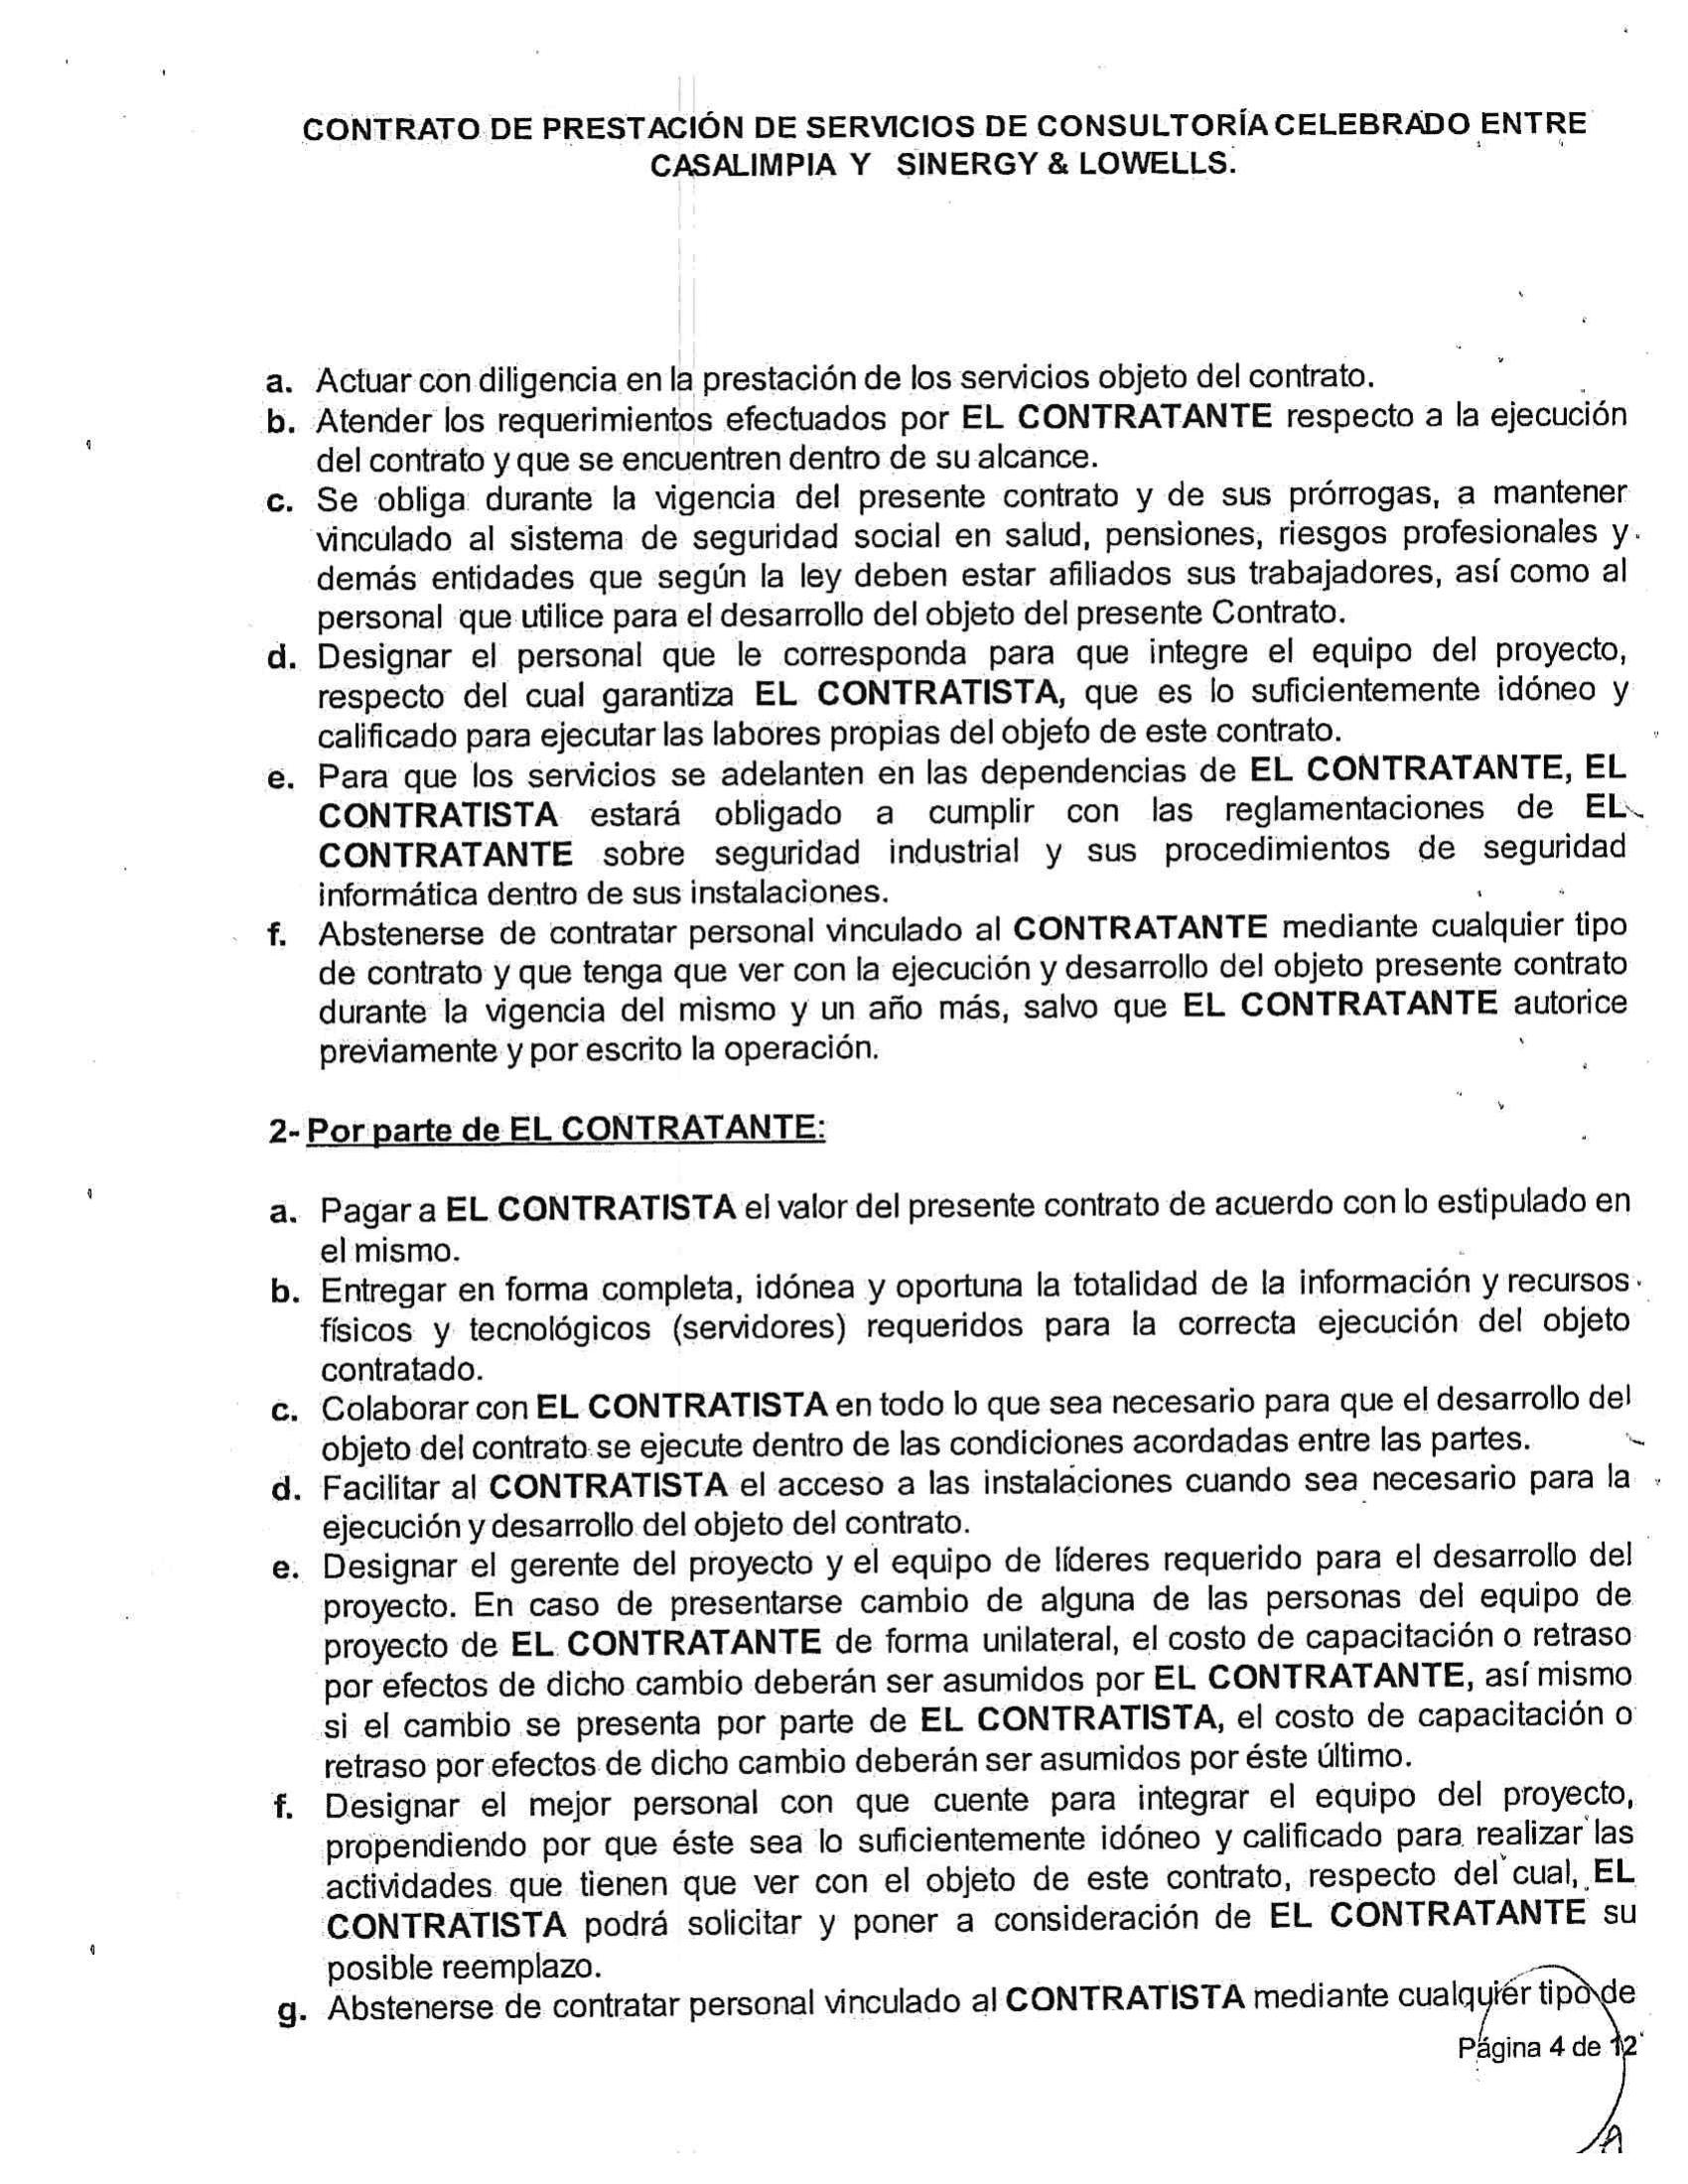 CONTRATO DE PRESTACIÓN DE SERVICIOS DE CONSULTORÍA CELEBRADO ENTRE
CASALIMPIA Y SINERGY & LOWELLS.
a. Actuar con diligencia en la prestación de los servicios objeto del contrato.
b. Atender los requerimientos efectuados por EL CONTRATANTE respecto a la ejecución
del contrato y que se encuentren dentro de su alcance.
c. Se obliga durante la vigencia del presente contrato y de sus prórrogas, a mantener
vinculado al sistema de seguridad social en salud, pensiones, riesgos profesionales y
demás entidades que según la ley deben estar afiliados sus trabajadores, así como al
personal que utilice para el desarrollo del objeto del presente Contrato.
d. Designar el personal que le corresponda para que integre el equipo del proyecto,
respecto del cual garantiza EL CONTRATISTA, que es lo suficientemente idóneo y
calificado para ejecutar las labores propias del objeto de este contrato.
e. Para que los servicios se adelanten en las dependencias de EL CONTRATANTE, EL
CONTRATISTA estará obligado a cumplir con las reglamentaciones de EL
CONTRATANTE sobre seguridad industrial y sus procedimientos de seguridad
informática dentro de sus instalaciones.
f. Abstenerse de contratar personal vinculado al CONTRATANTE mediante cualquier tipo
de contrato y que tenga que ver con la ejecución y desarrollo del objeto presente contrato
durante la vigencia del mismo y un año más, salvo que EL CONTRATANTE autorice
previamente y por escrito la operación.
2- Por parte de EL CONTRATANTE:
a. Pagar a EL CONTRATISTA el valor del presente contrato de acuerdo con lo estipulado en
el mismo.
b. Entregar en forma completa, idónea y oportuna la totalidad de la información y recursos
físicos y tecnológicos (servidores) requeridos para la correcta ejecución del objeto
contratado.
c. Colaborar con EL CONTRATISTA en todo lo que sea necesario para que el desarrollo del
objeto del contrato se ejecute dentro de las condiciones acordadas entre las partes.
d. Facilitar al CONTRATISTA el acceso a las instalaciones cuando sea necesario para la
ejecución y desarrollo del objeto del contrato.
e. Designar el gerente del proyecto y el equipo de líderes requerido para el desarrollo del
proyecto. En caso de presentarse cambio de alguna de las personas del equipo de
proyecto de EL CONTRATANTE de forma unilateral, el costo de capacitación o retraso
por efectos de dicho cambio deberán ser asumidos por EL CONTRATANTE, así mismo
si el cambio se presenta por parte de EL CONTRATISTA, el costo de capacitación o
retraso por efectos de dicho cambio deberán ser asumidos por éste último.
f. Designar el mejor personal con que cuente para integrar el equipo del proyecto,
propendiendo por que éste sea lo suficientemente idóneo y calificado para realizar las
actividades que tienen que ver con el objeto de este contrato, respecto del cual, EL
CONTRATISTA podrá solicitar y poner a consideración de EL CONTRATANTE su
posible reemplazo.
g. Abstenerse de contratar personal vinculado al CONTRATISTA mediante cualquier tipo de
Página 4 de 12